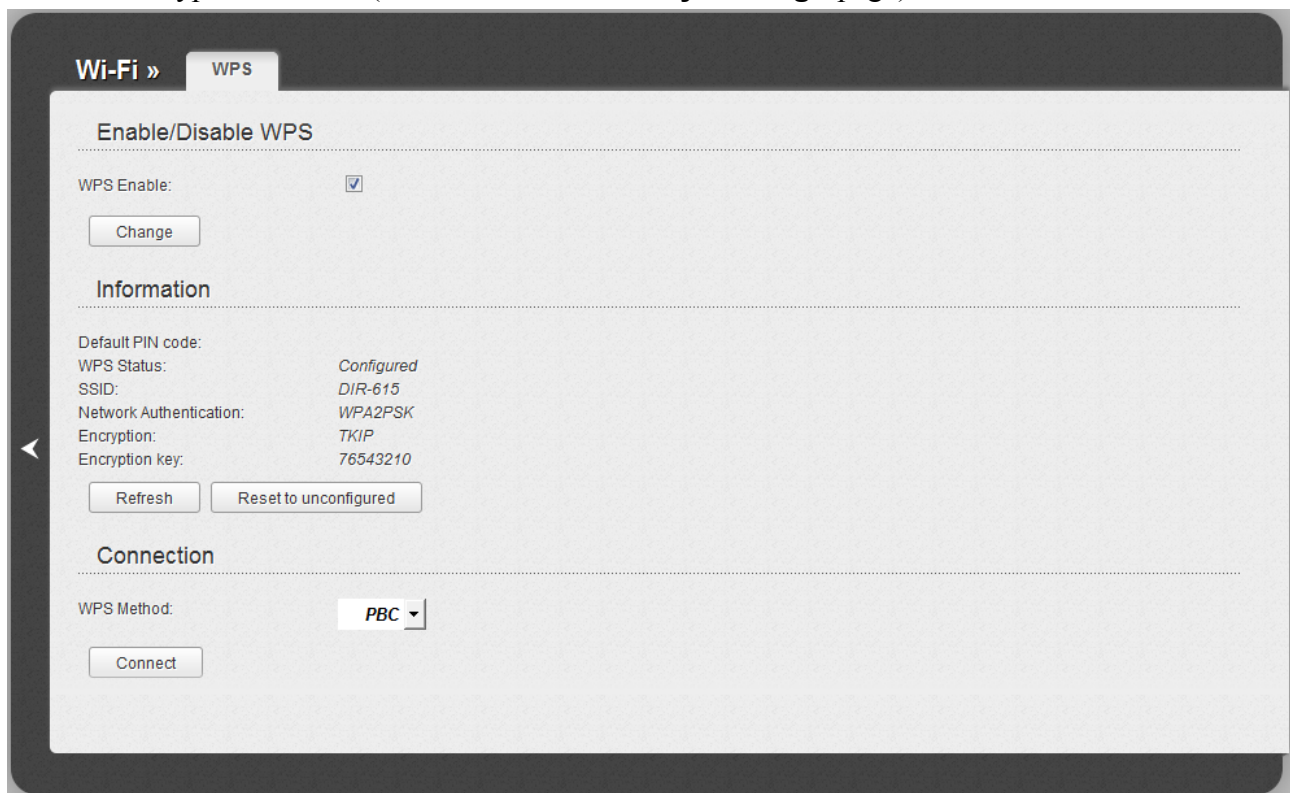 Wi-Fi » WPS
Enable/Disable WPS
WPS Enable:
Change
Information
Default PIN code:
WPS Status: Configured
SSID: DIR-615
Network Authentication: WPA2PSK
Encryption: TKIP
Encryption key: 76543210
Refresh Reset to unconfigured
Connection
WPS Method: PBC
Connect